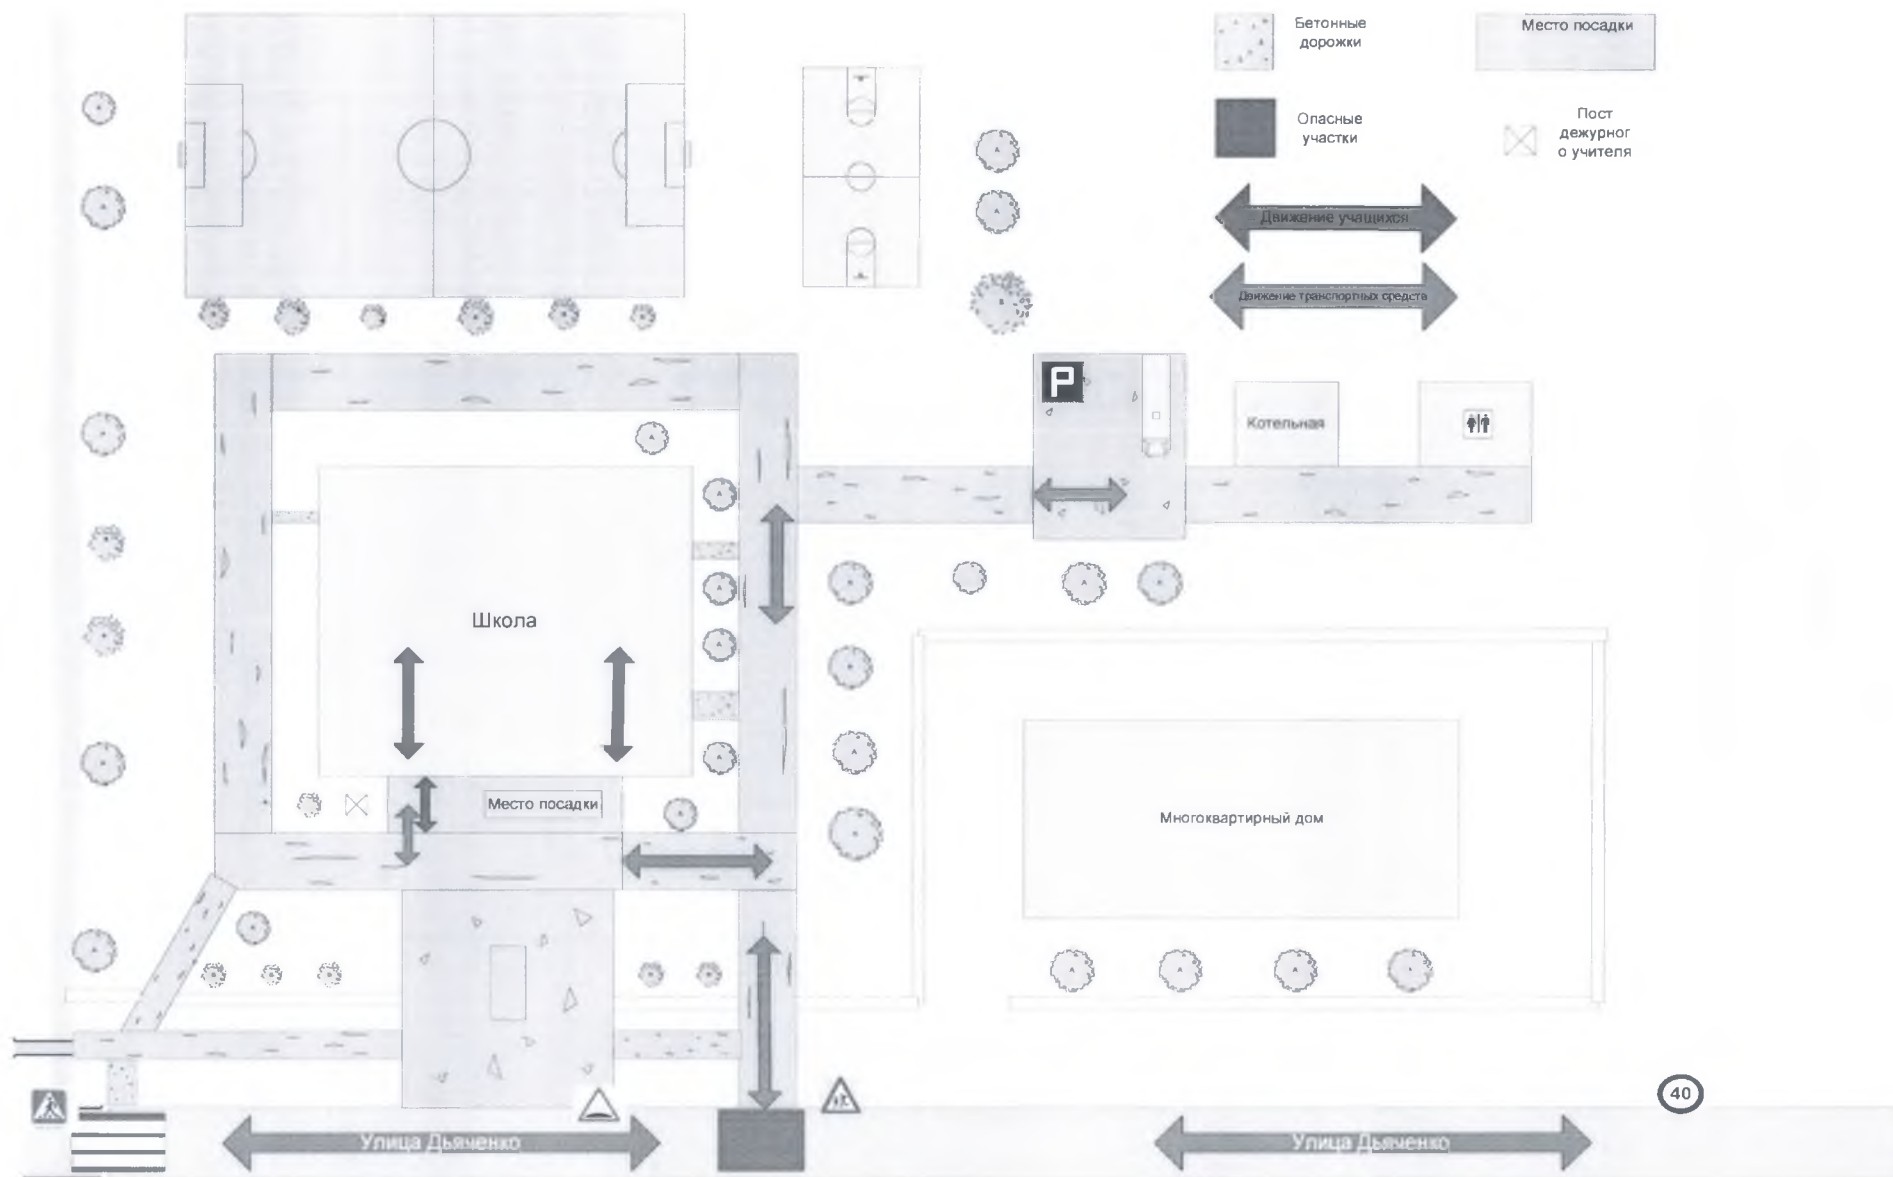 Бетонные
дорожки
Место посадки
Опасные
участки
Пост
дежурног
о учителя
Движение учащихся
Движение транспортных средств
P
Котельная
Школа
Место посадки
Многоквартирный дом
40
Улица Дьяченко
Улица Дьяченко